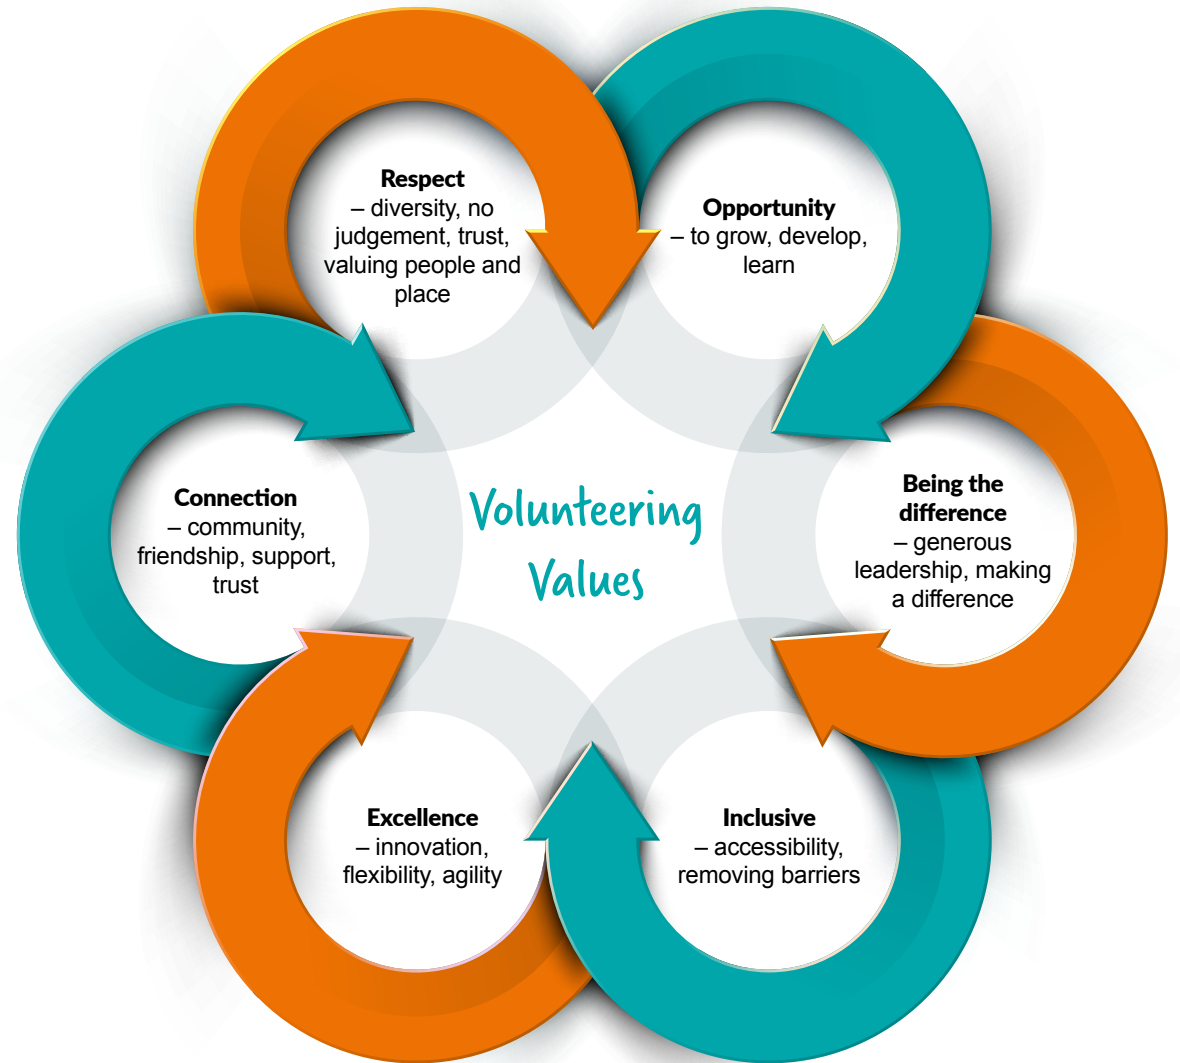 Respect
– diversity, no
judgement, trust,
valuing people and
place
Opportunity
– to grow, develop,
learn
Being the
difference
– generous
leadership, making
a difference
Inclusive
– accessibility,
removing barriers
Excellence
– innovation,
flexibility, agility
Connection
– community,
friendship, support,
trust
Volunteering
Values